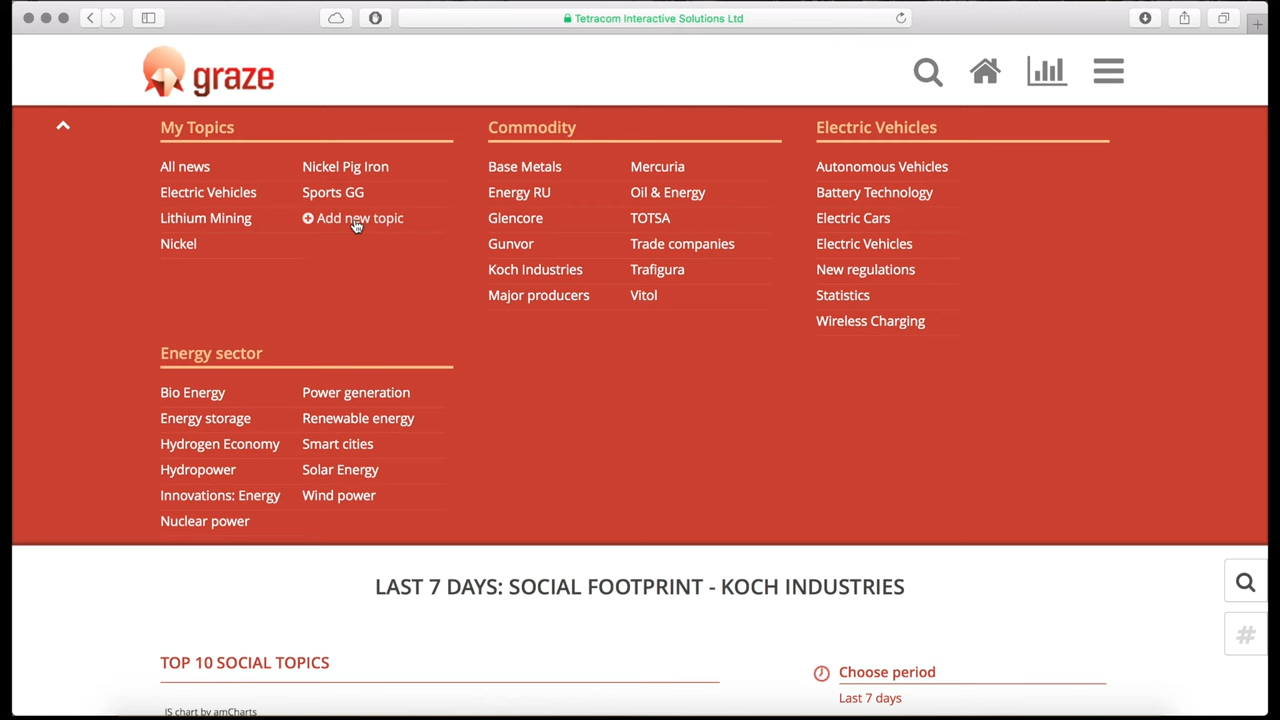 Tetracom Interactive Solutions Ltd
graze
My Topics
All news
Nickel Pig Iron
Electric Vehicles
Sports GG
Lithium Mining
Add new topic
Nickel
Commodity
Base Metals
Mercuria
Energy RU
Oil & Energy
Glencore
TOTSA
Gunvor
Trade companies
Koch Industries
Trafigura
Major producers
Vitol
Electric Vehicles
Autonomous Vehicles
Battery Technology
Electric Cars
Electric Vehicles
New regulations
Statistics
Wireless Charging
Energy sector
Bio Energy
Power generation
Energy storage
Renewable energy
Hydrogen Economy
Smart cities
Hydropower
Solar Energy
Innovations: Energy
Wind power
Nuclear power
LAST 7 DAYS: SOCIAL FOOTPRINT - KOCH INDUSTRIES
#
TOP 10 SOCIAL TOPICS
Choose period
Last 7 days
JS chart by amCharts